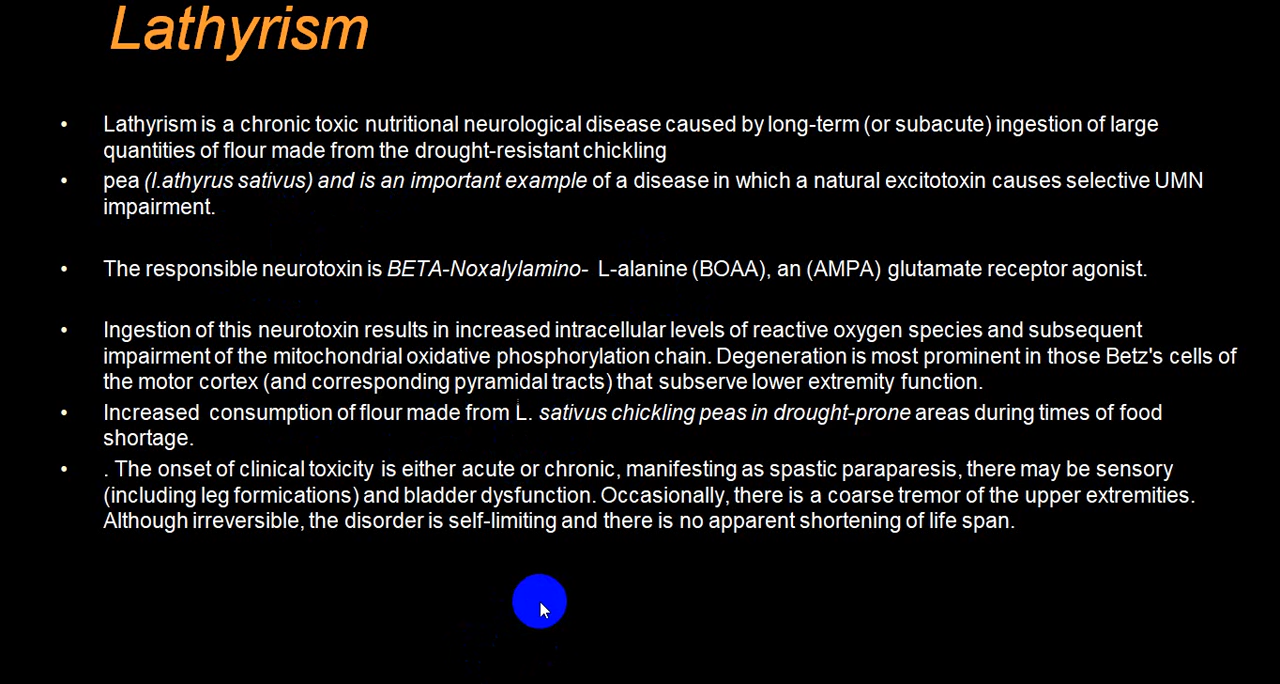 Lathyrism
• Lathyrism is a chronic toxic nutritional neurological disease caused by long-term (or subacute) ingestion of large
quantities of flour made from the drought-resistant chickling
• pea (l.athyrus sativus) and is an important example of a disease in which a natural excitotoxin causes selective UMN
impairment.
• The responsible neurotoxin is BETA-Noxalylamino- L-alanine (BOAA), an (AMPA) glutamate receptor agonist.
• Ingestion of this neurotoxin results in increased intracellular levels of reactive oxygen species and subsequent
impairment of the mitochondrial oxidative phosphorylation chain. Degeneration is most prominent in those Betz's cells of
the motor cortex (and corresponding pyramidal tracts) that subserve lower extremity function.
• Increased consumption of flour made from L. sativus chickling peas in drought-prone areas during times of food
shortage.
• . The onset of clinical toxicity is either acute or chronic, manifesting as spastic paraparesis, there may be sensory
(including leg formications) and bladder dysfunction. Occasionally, there is a coarse tremor of the upper extremities.
Although irreversible, the disorder is self-limiting and there is no apparent shortening of life span.